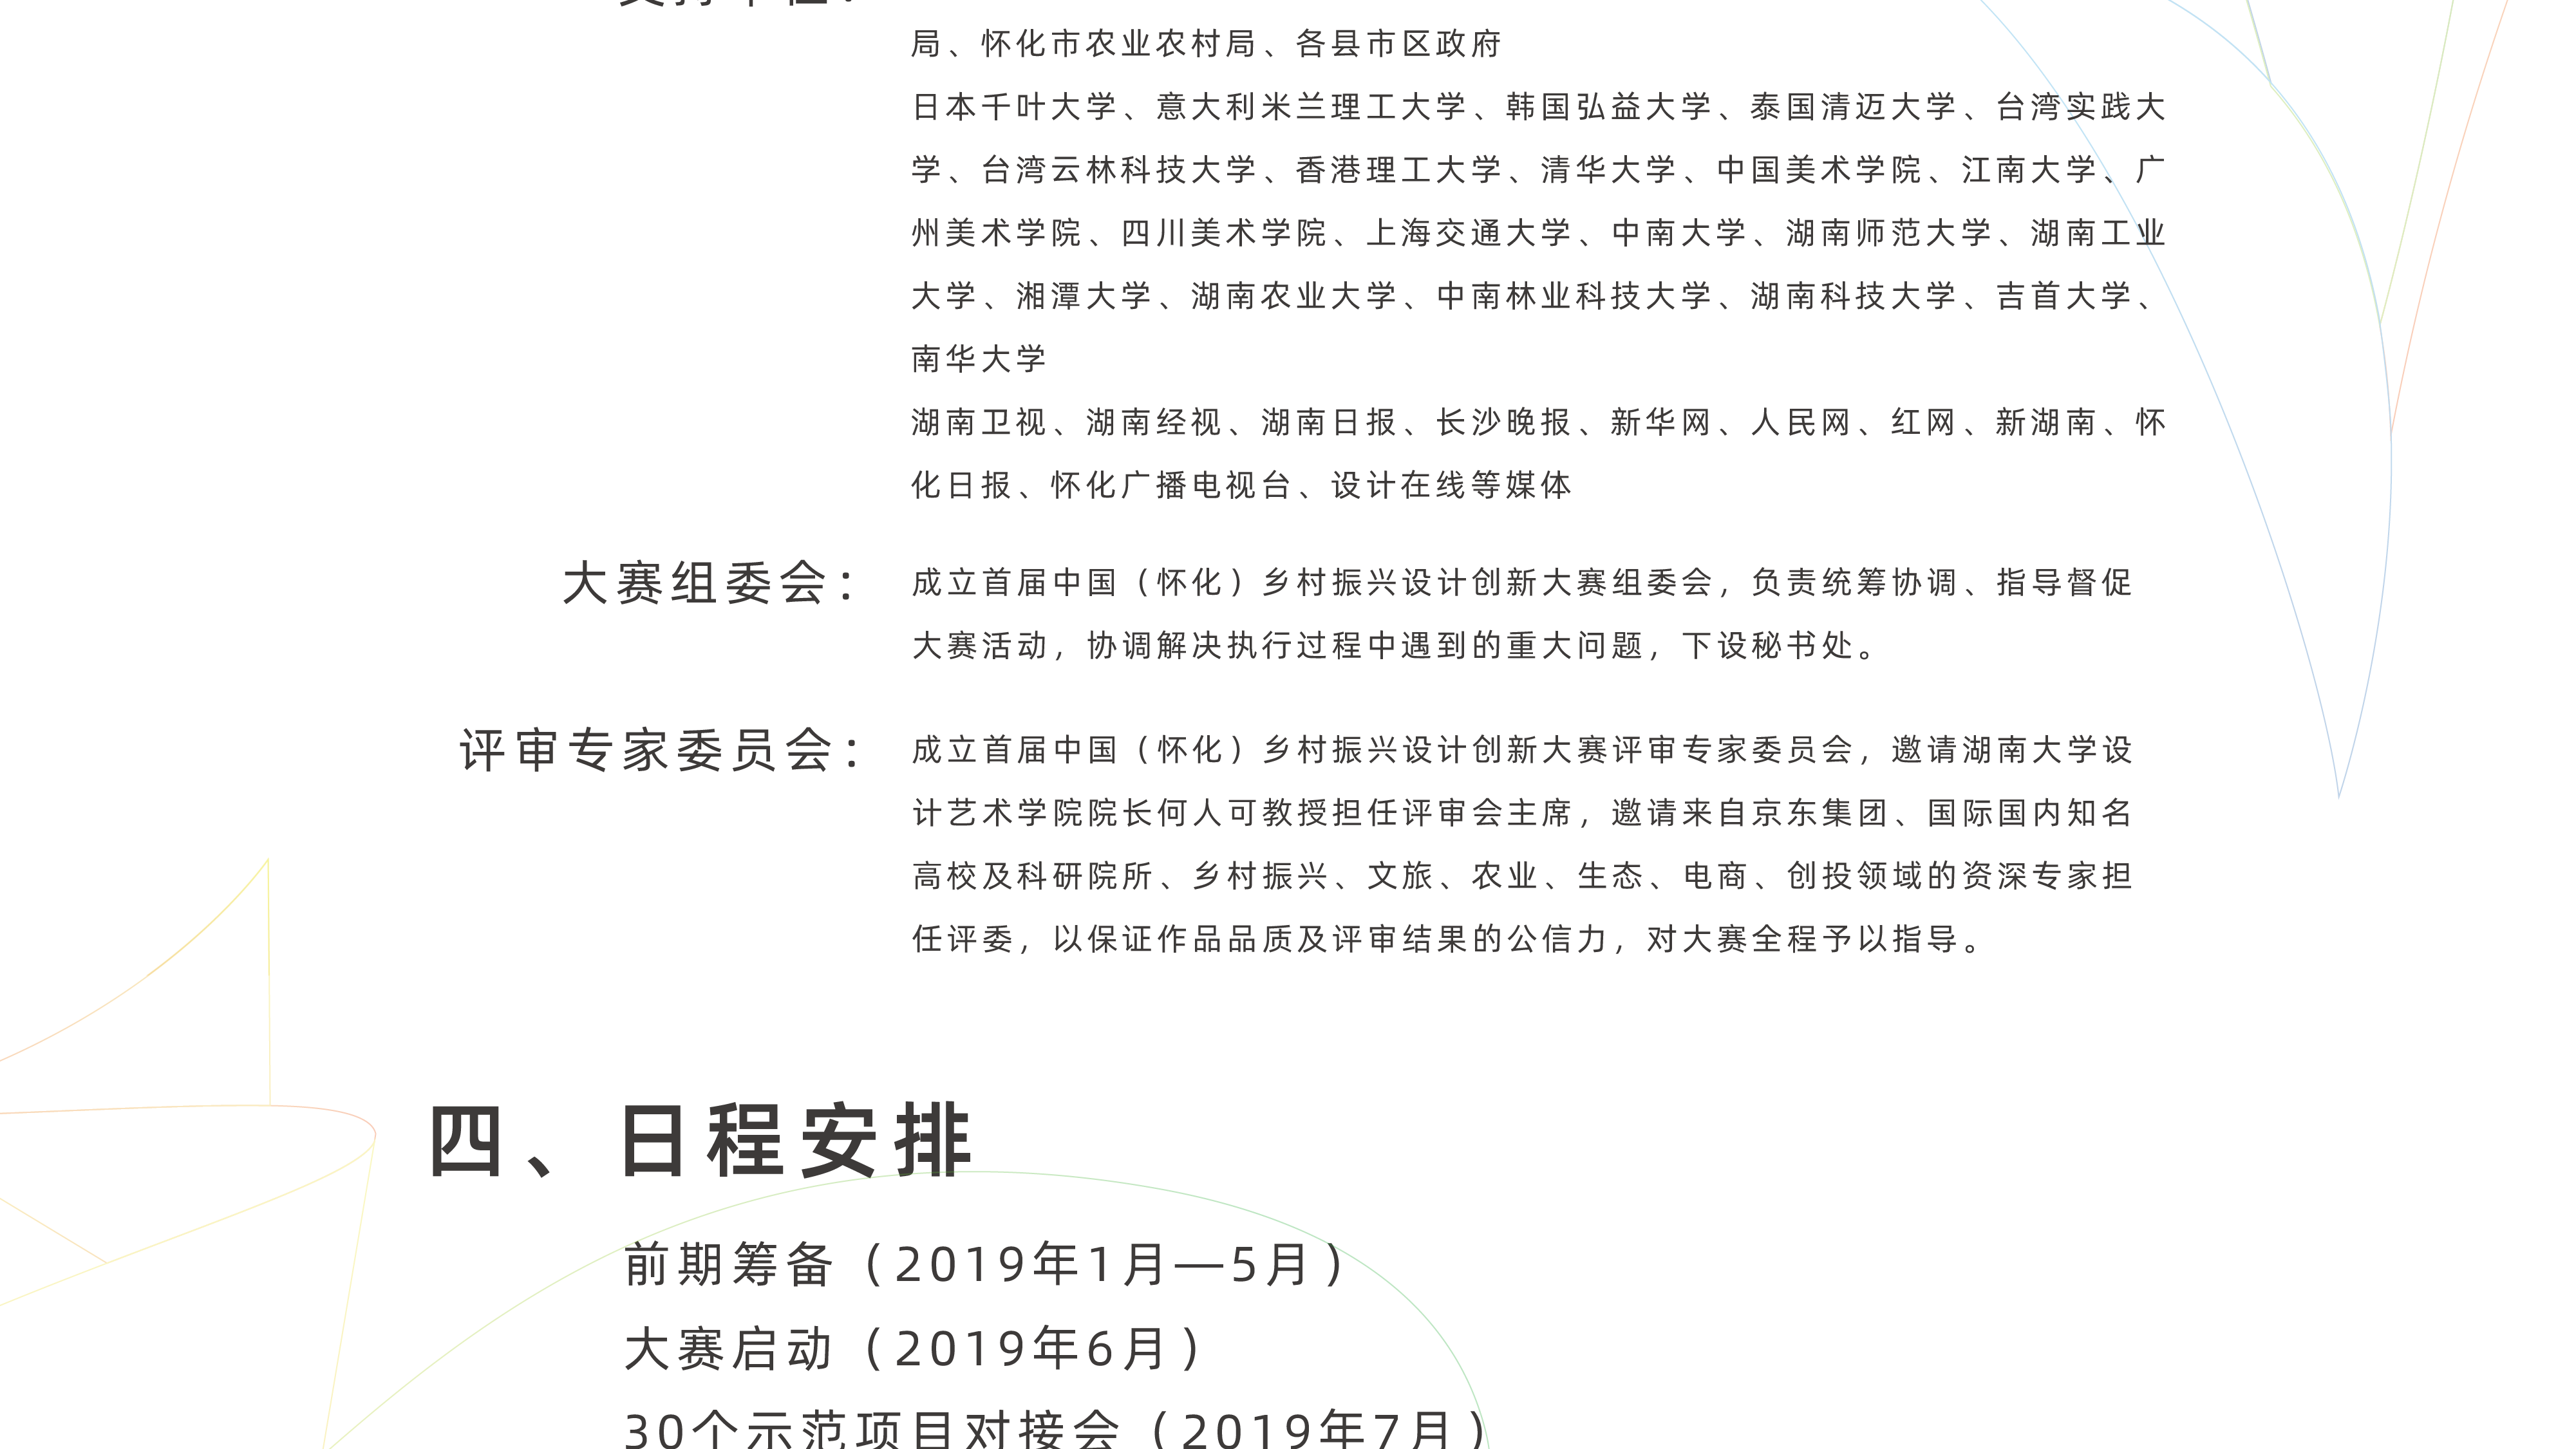 局、怀化市农业农村局、各县市区政府
日本千叶大学、意大利米兰理工大学、韩国弘益大学、泰国清迈大学、台湾实践大
学、台湾云林科技大学、香港理工大学、清华大学、中国美术学院、江南大学、广
州美术学院、四川美术学院、上海交通大学、中南大学、湖南师范大学、湖南工业
大学、湘潭大学、湖南农业大学、中南林业科技大学、湖南科技大学、吉首大学、
南华大学
湖南卫视、湖南经视、湖南日报、长沙晚报、新华网、人民网、红网、新湖南、怀
化日报、怀化广播电视台、设计在线等媒体
大赛组委会： 成立首届中国（怀化）乡村振兴设计创新大赛组委会，负责统筹协调、指导督促
大赛活动，协调解决执行过程中遇到的重大问题，下设秘书处。
评审专家委员会： 成立首届中国（怀化）乡村振兴设计创新大赛评审专家委员会，邀请湖南大学设
计艺术学院院长何人可教授担任评审会主席，邀请来自京东集团、国际国内知名
高校及科研院所、乡村振兴、文旅、农业、生态、电商、创投领域的资深专家担
任评委，以保证作品品质及评审结果的公信力，对大赛全程予以指导。
四、日程安排
前期筹备（2019年1月—5月）
大赛启动（2019年6月）
30个示范项目对接会（2019年7月）